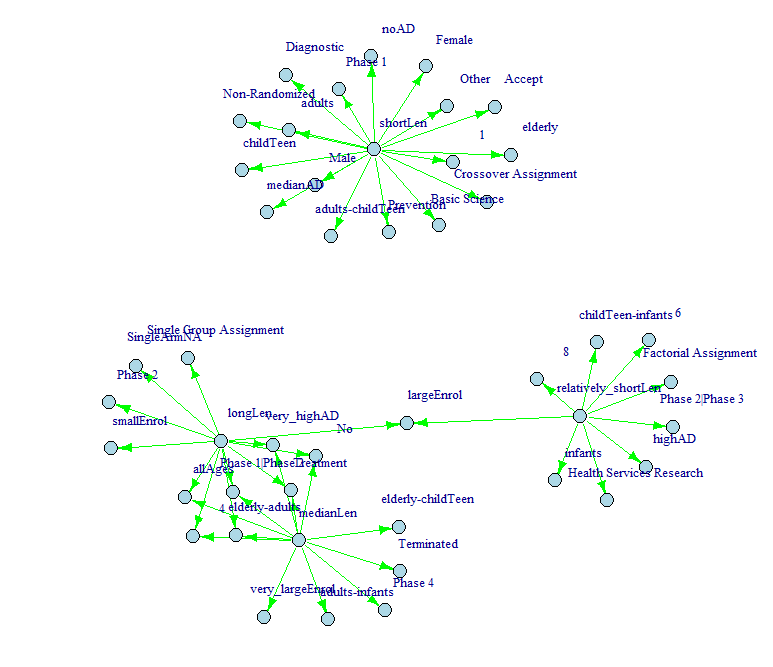 noAD
Female
Diagnostic
Phase 1
Other
Accept
Non-Randomized
adults
shortLen
1
elderly
childTeen
Male
Crossover Assignment
medianAD
Basic Science
adults-childTeen
Prevention
childTeen-infants
6
Single Group Assignment
SingleArmNA
8
Factorial Assignment
Phase 2
relatively_shortLen
largeEnrol
Phase 2|Phase 3
longLen
very_highAD
smallEnrol
No
highAD
infants
allAges
Phase 1|Phase
Treatment
Health Services Research
elderly-childTeen
4
elderly-adults
medianLen
Terminated
Phase 4
very_largeEnrol
adults-infants